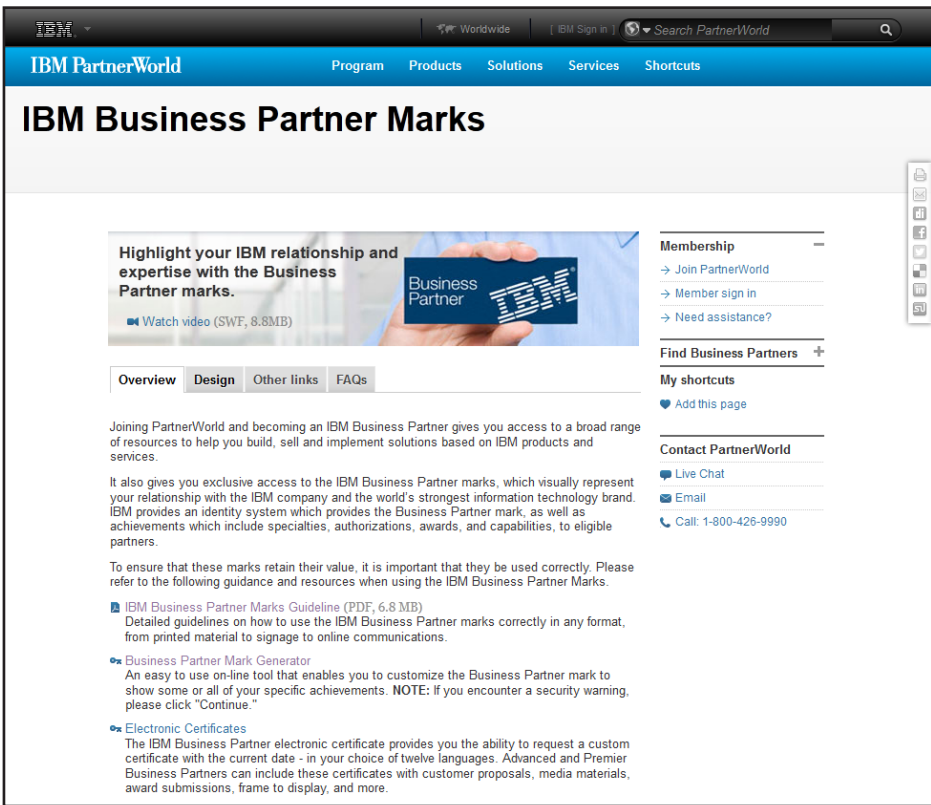 IBM
Worldwide
[ IBM Sign in ]
Search PartnerWorld
IBM PartnerWorld
Program
Products
Solutions
Services
Shortcuts
IBM Business Partner Marks
Highlight your IBM relationship and
expertise with the Business
Partner marks.
Watch video (SWF, 8.8MB)
Business
Partner
IBM
Overview
Design
Other links
FAQs
Joining PartnerWorld and becoming an IBM Business Partner gives you access to a broad range
of resources to help you build, sell and implement solutions based on IBM products and
services.
It also gives you exclusive access to the IBM Business Partner marks, which visually represent
your relationship with the IBM company and the world's strongest information technology brand.
IBM provides an identity system which provides the Business Partner mark, as well as
achievements which include specialties, authorizations, awards, and capabilities, to eligible
partners.
To ensure that these marks retain their value, it is important that they be used correctly. Please
refer to the following guidance and resources when using the IBM Business Partner Marks.
IBM Business Partner Marks Guideline (PDF, 6.8 MB)
Detailed guidelines on how to use the IBM Business Partner marks correctly in any format,
from printed material to signage to online communications.
Business Partner Mark Generator
An easy to use on-line tool that enables you to customize the Business Partner mark to
show some or all of your specific achievements. NOTE: If you encounter a security warning,
please click "Continue."
Electronic Certificates
The IBM Business Partner electronic certificate provides you the ability to request a custom
certificate with the current date - in your choice of twelve languages. Advanced and Premier
Business Partners can include these certificates with customer proposals, media materials,
award submissions, frame to display, and more.
Membership
Join PartnerWorld
Member sign in
Need assistance?
Find Business Partners
My shortcuts
Add this page
Contact PartnerWorld
Live Chat
Email
Call: 1-800-426-9990